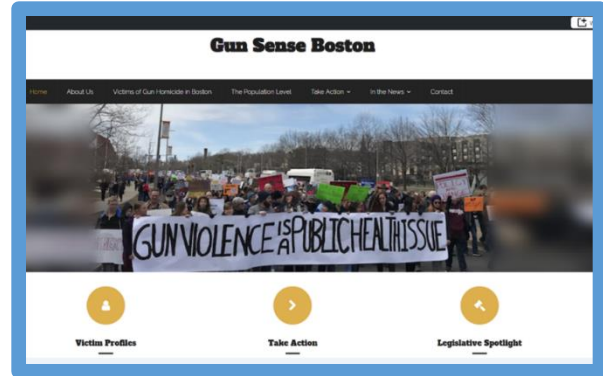 Gun Sense Boston
Home About Us Victims of Gun Homicide in Boston The Population Level Take Action In the News Contact
GUN VIOLENCE IS A PUBLIC HEALTH ISSUE
Victim Profiles Take Action Legislative Spotlight